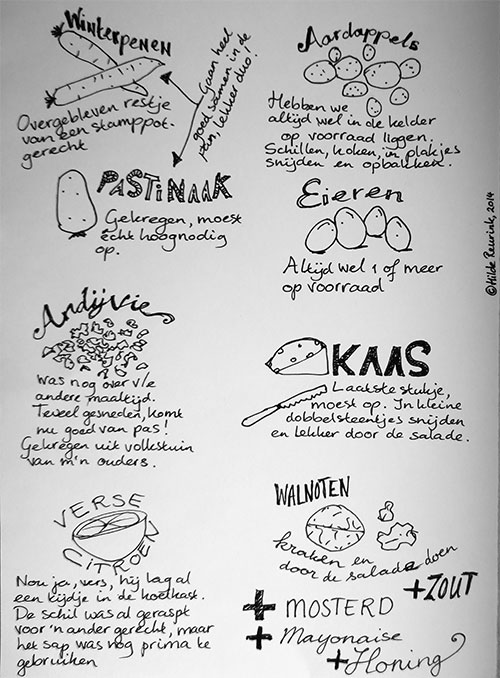 Winterpenen
Overgebleven restje
van een stamppot-
gerecht
Gaan heel
goed samen in de
pan, lekker duo!
PASTINAAK
Gekregen, moest
écht hoognodig
op.
Andijvie
Was nog over v/e
andere maaltijd.
Teveel gesneden, komt
nu goed van pas!
Gekregen uit volkstuin
van m'n ouders.
VERSE
CITROEN
Nou ja, vers, hij lag al
een tijdje in de koelkast.
De schil was al geraspt
voor 'n ander gerecht, maar
het sap was nog prima te
gebruiken
Aardappels
Hebben we
altijd wel in de kelder
op voorraad liggen.
Schillen, koken, in plakjes
snijden en opbakken.
Eieren
Altijd wel 1 of meer
op voorraad
KAAS
Laatste stukje,
moest op. In kleine
dobbelsteentjes snijden
en lekker door de salade.
WALNOTEN
kraken en
door de salade doen
+ZOUT
+ MOSTERD
+ Mayonaise
+Honing
©Hilde Reurink, 2014